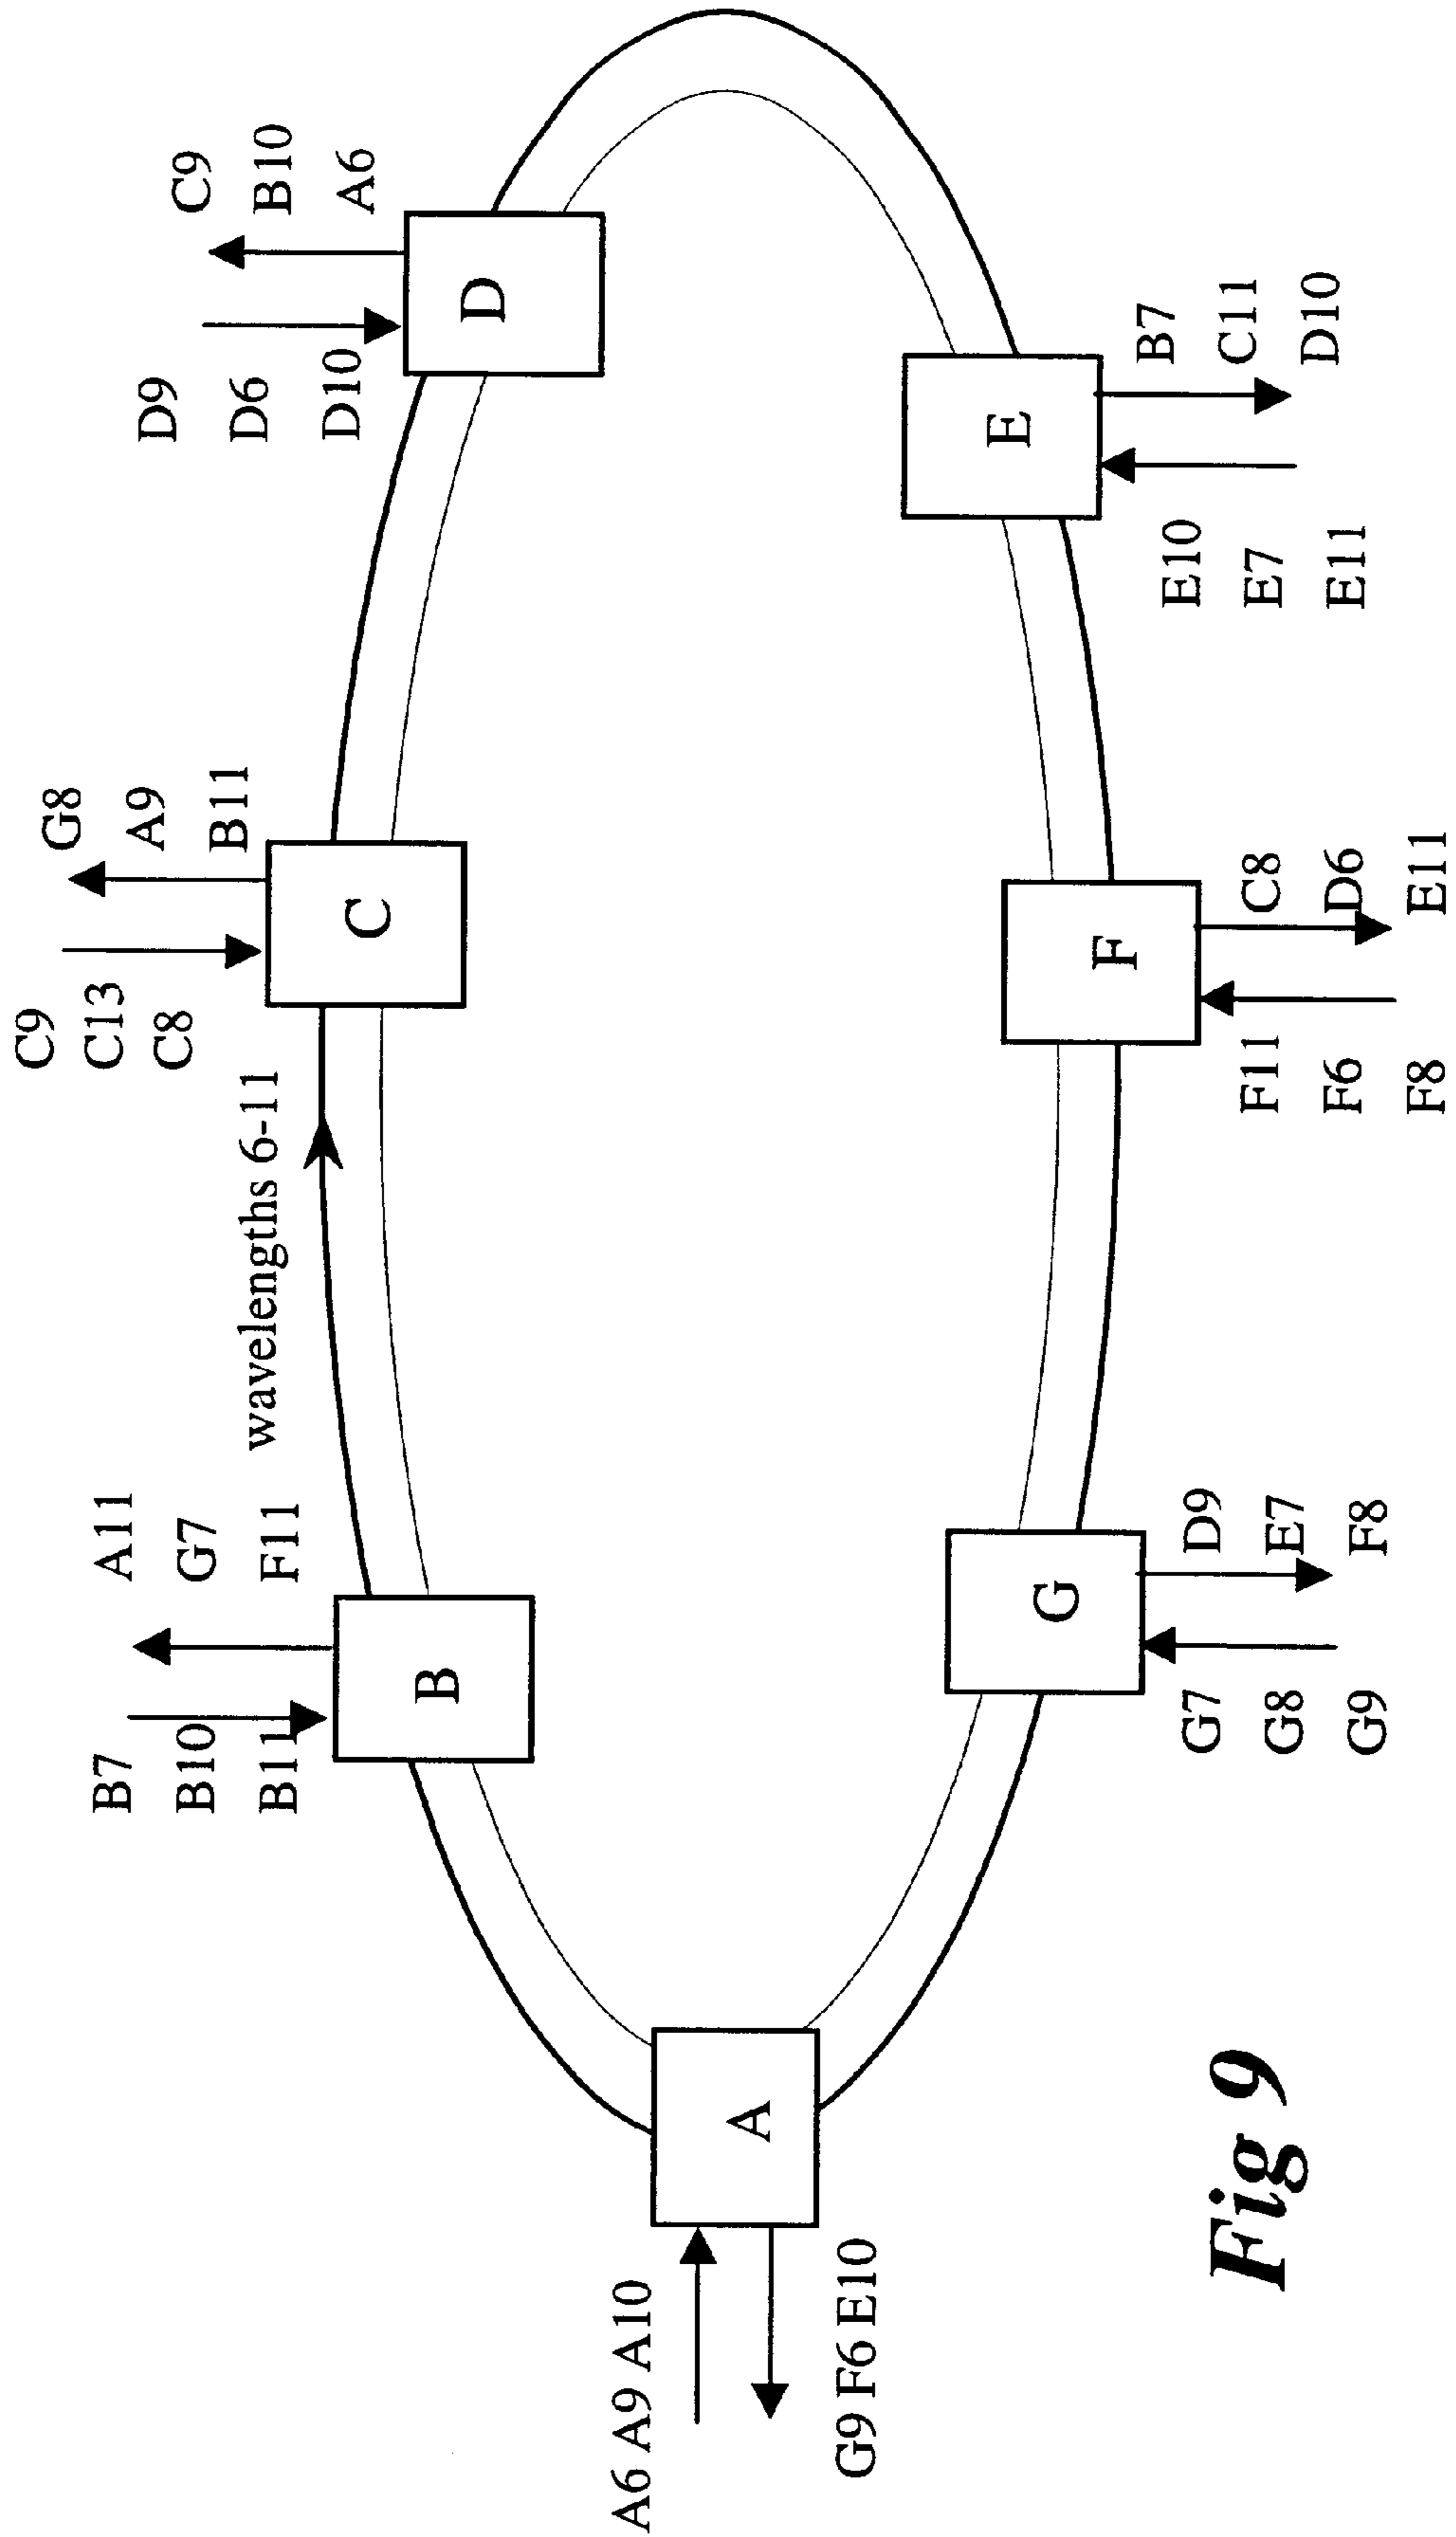 C9
C13
C8
G8
A9
B11
C
B7
B10
B11
A11
G7
F11
B
wavelengths 6-11
D9
D6
D10
C9
B10
A6
D
A6 A9 A10
A
G9 F6 E10
E
E10
E7
E11
B7
C11
D10
G
G7
G8
G9
D9
E7
F8
F
F11
F6
F8
C8
D6
E11
Fig 9